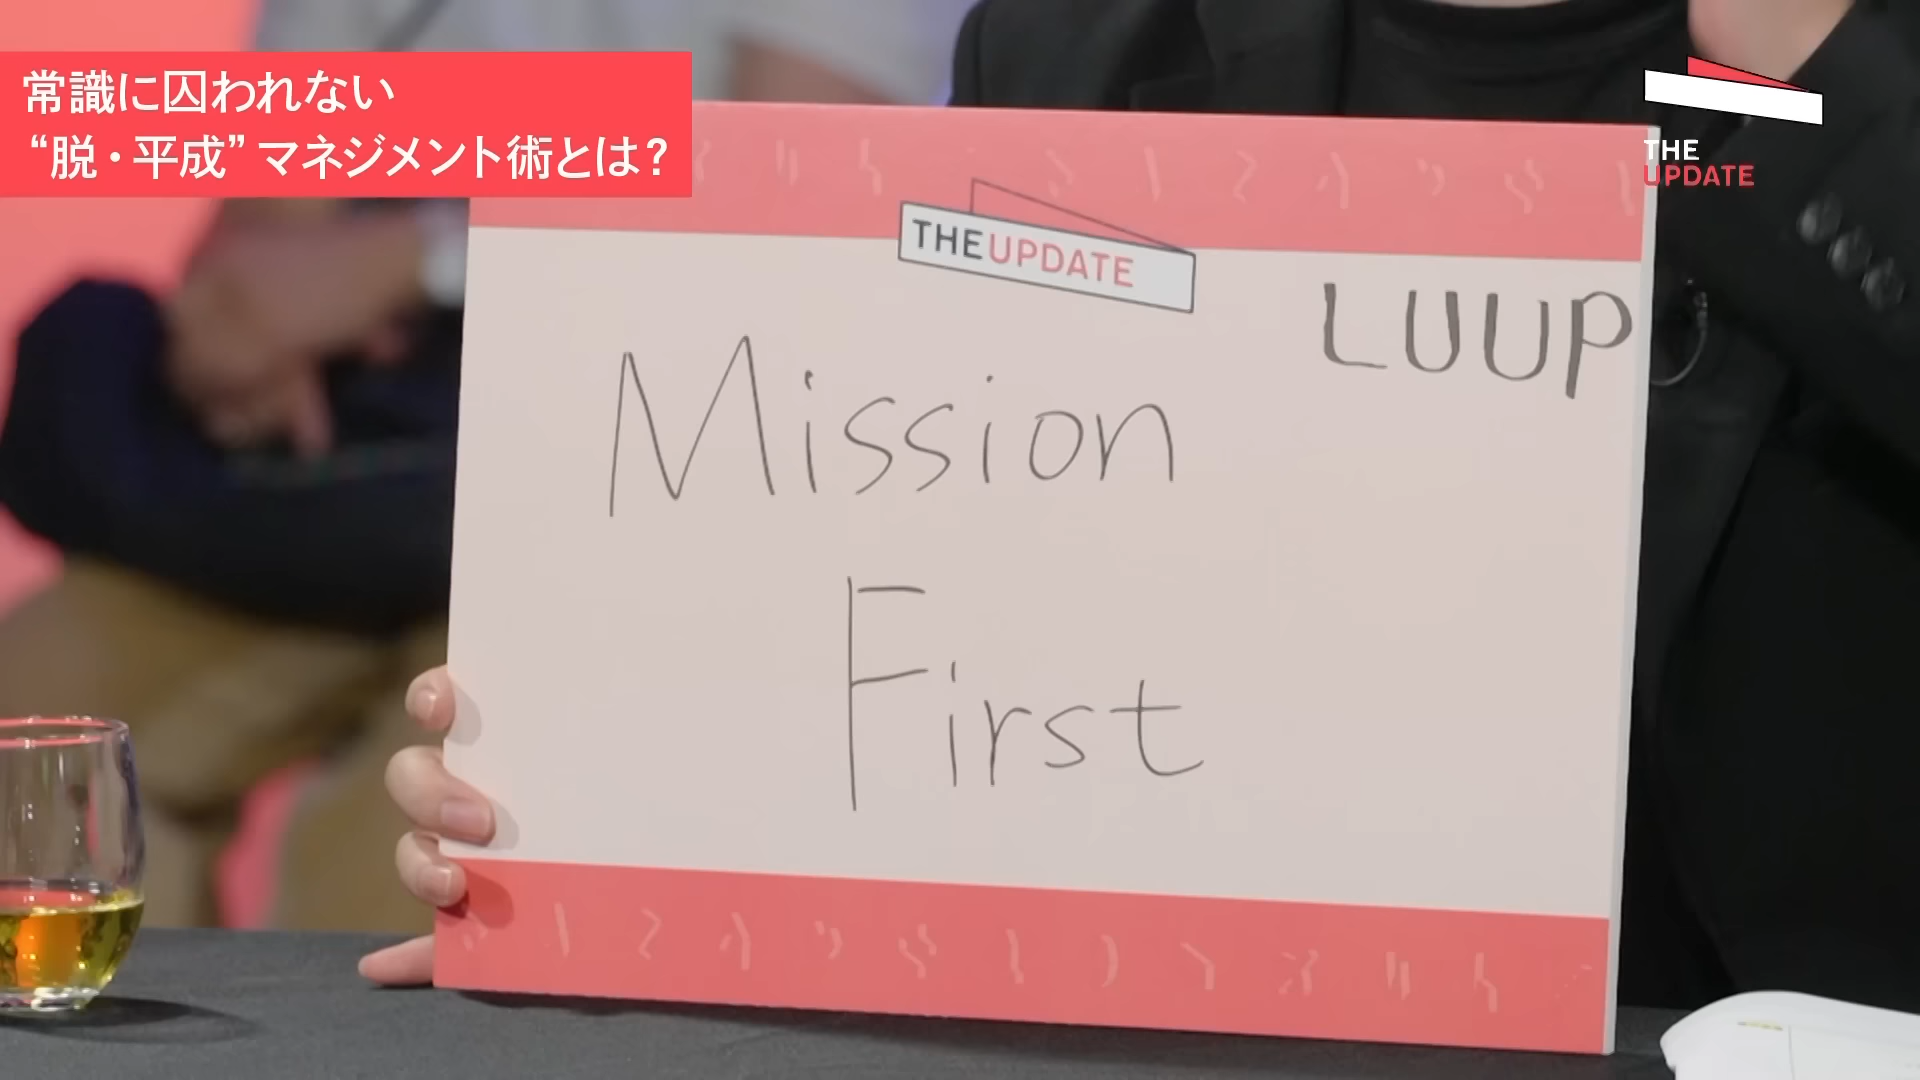 常識に囚われない
“脱・平成”マネジメント術とは？
THE
UPDATE
THE UPDATE
LUUP
Mission
First